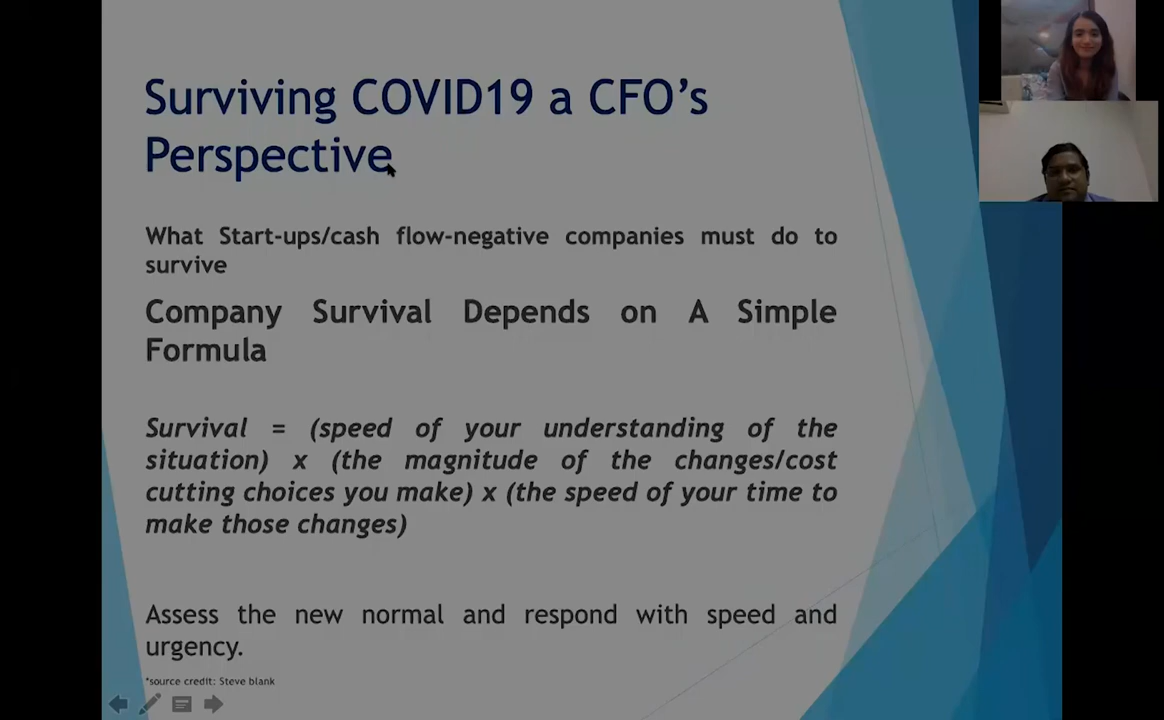 Surviving COVID19 a CFO's
Perspective
What Start-ups/cash flow-negative companies must do to
survive
Company Survival Depends on A Simple
Formula
Survival = (speed of your understanding of the
situation) x (the magnitude of the changes/cost
cutting choices you make) x (the speed of your time to
make those changes)
Assess the new normal and respond with speed and
urgency.
*source credit: Steve blank